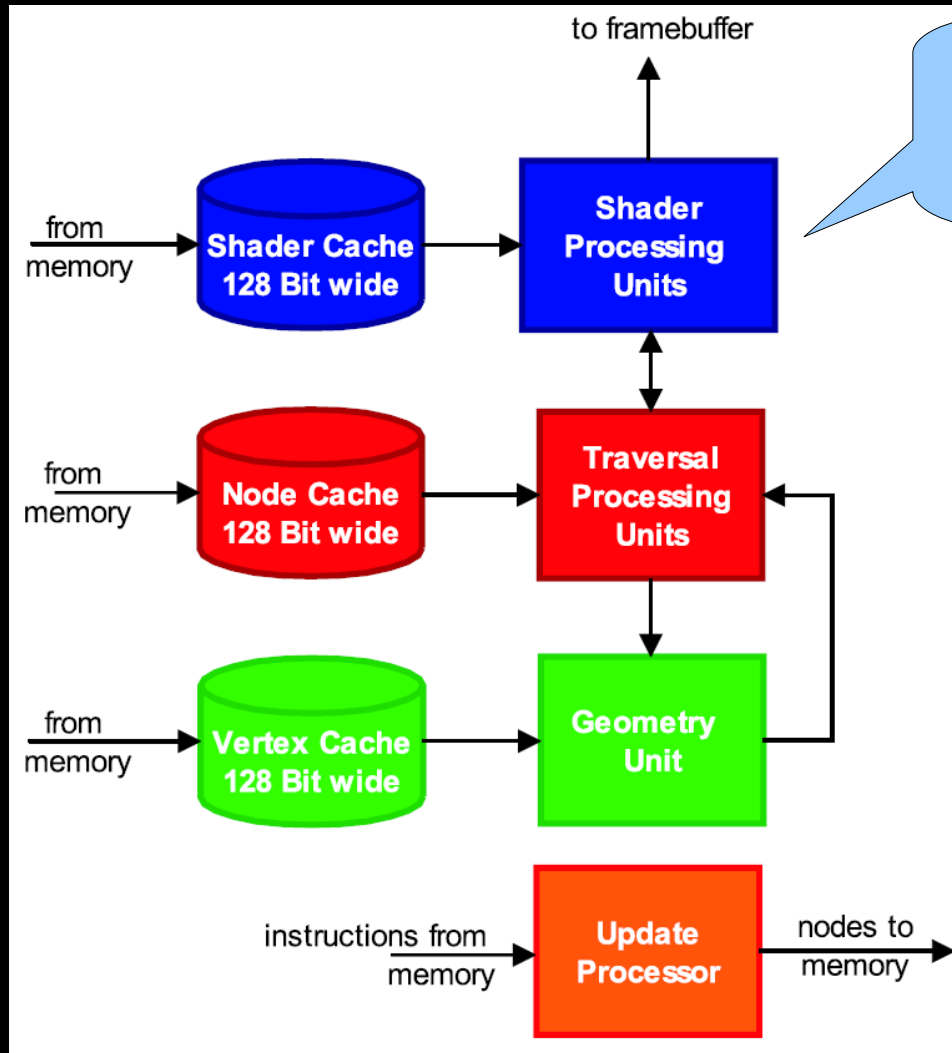 to framebuffer
from
memory
Shader Cache
128 Bit wide
Shader
Processing
Units
from
memory
Node Cache
128 Bit wide
Traversal
Processing
Units
from
memory
Vertex Cache
128 Bit wide
Geometry
Unit
instructions from
memory
Update
Processor
nodes to
memory